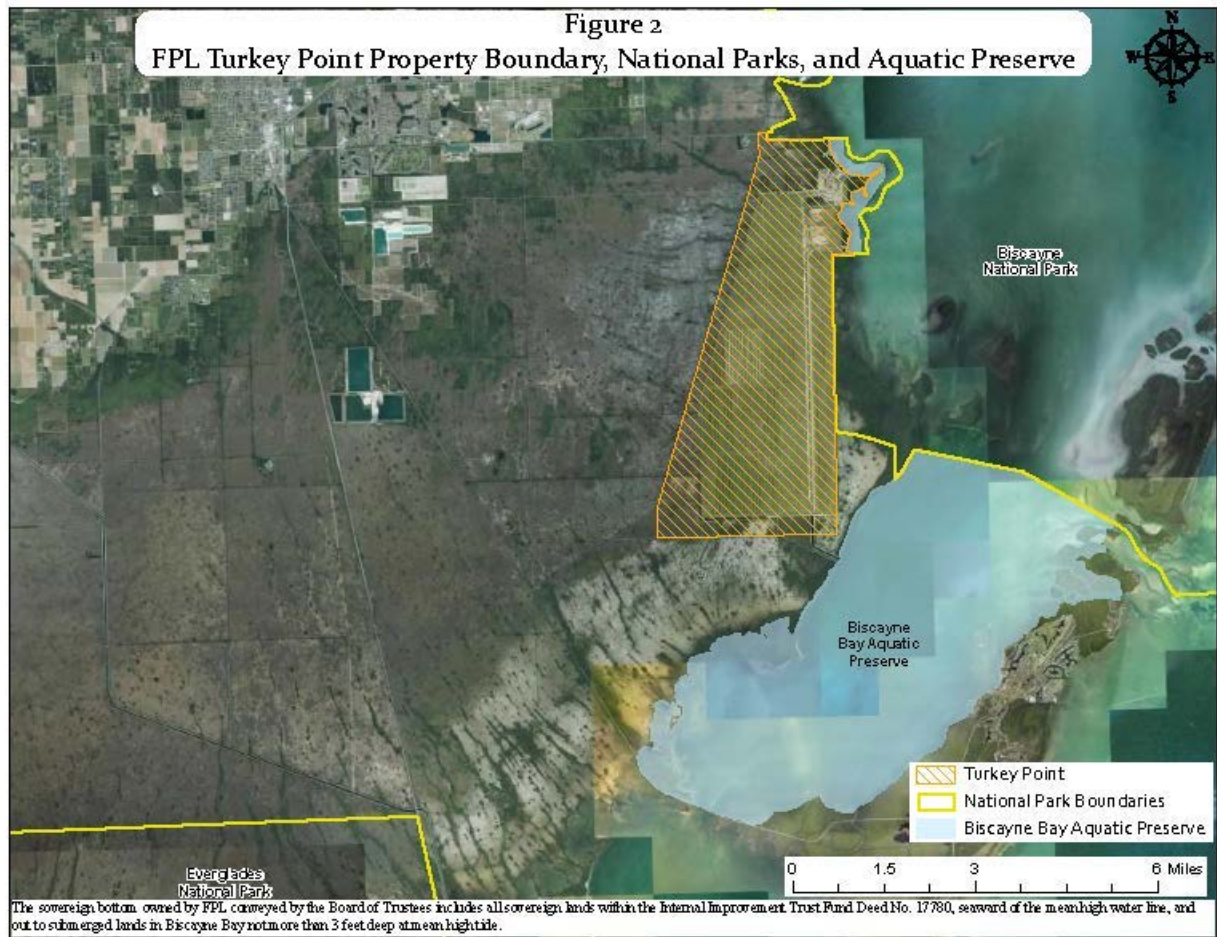 Figure 2
FPL Turkey Point Property Boundary, National Parks, and Aquatic Preserve
N
W E
S
Biscayne
National Park
Biscayne
Bay Aquatic
Preserve
Turkey Point
National Park Boundaries
Biscayne Bay Aquatic Preserve
0 1.5 3 6 Miles
Everglades
National Park
The sovereign bottom owned by FPL conveyed by the Board of Trustees includes all sovereign lands within the Internal Improvement Trust Fund Deed No. 17780, seaward of the mean high water line, and
out to submerged lands in Biscayne Bay not more than 3 feet deep at mean high tide.